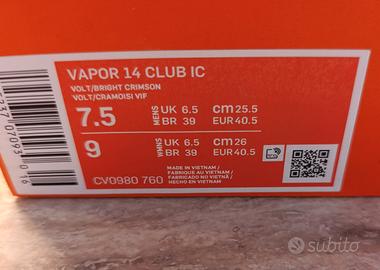 VAPOR 14 CLUB IC
VOLT/BRIGHT CRIMSON
VOLT/CRAMOISI VIF
7.5 MENS UK 6.5 cm 25.5
BR 39 EUR 40.5
9 WMNS UK 6.5 cm 26
BR 39 EUR 40.5
MADE IN VIETNAM /
FABRIQUE AU VIETNAM /
FABRICADO NO VIETNAM /
HECHO EN VIETNAM
CV0980 760
subito